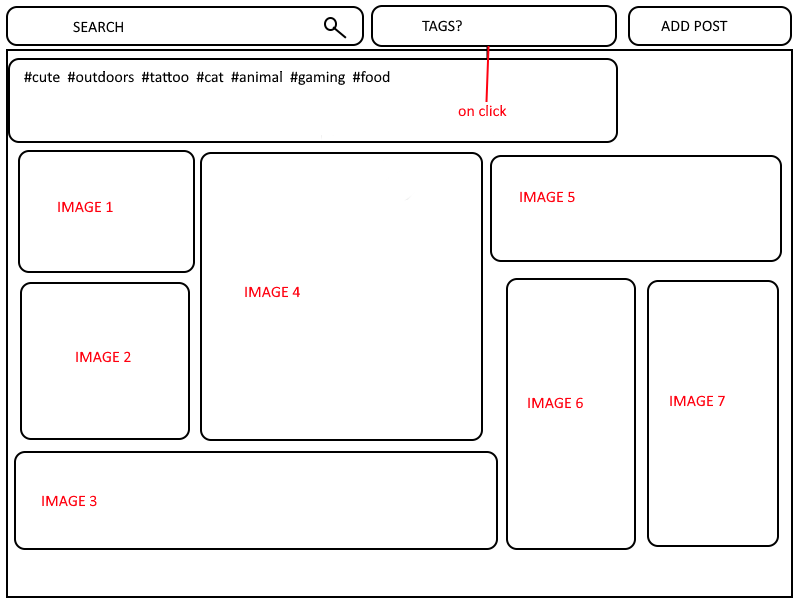 SEARCH
TAGS?
ADD POST
#cute #outdoors #tattoo #cat #animal #gaming #food
on click
IMAGE 1
IMAGE 4
IMAGE 5
IMAGE 2
IMAGE 6
IMAGE 7
IMAGE 3